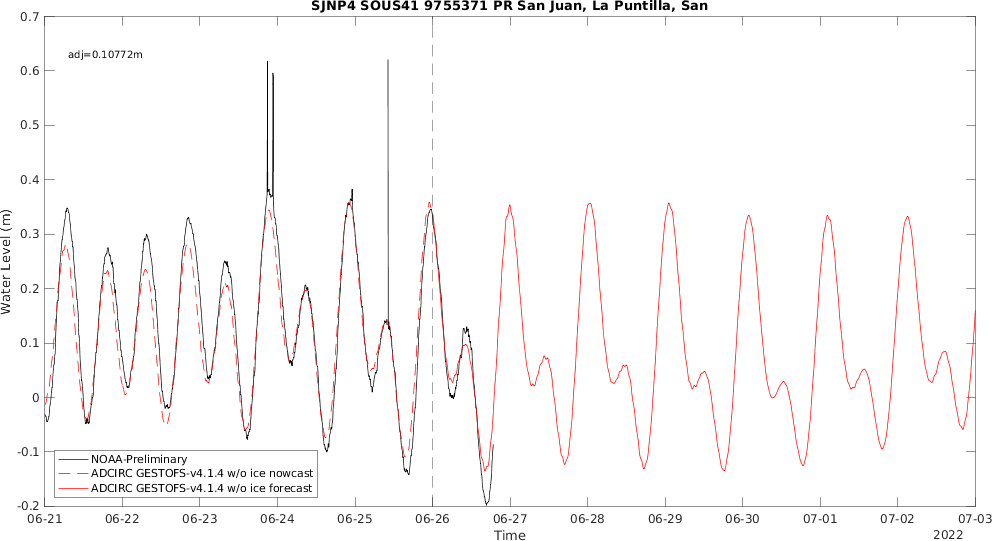 SJNP4 SOUS41 9755371 PR San Juan, La Puntilla, San
adj=0.10772m
Water Level (m)
0.7
0.6
0.5
0.4
0.3
0.2
0.1
0
-0.1
-0.2
NOAA-Preliminary
ADCIRC GESTOFS-v4.1.4 w/o ice nowcast
ADCIRC GESTOFS-v4.1.4 w/o ice forecast
06-21 06-22 06-23 06-24 06-25 06-26 06-27 06-28 06-29 06-30 07-01 07-02 07-03
Time
2022